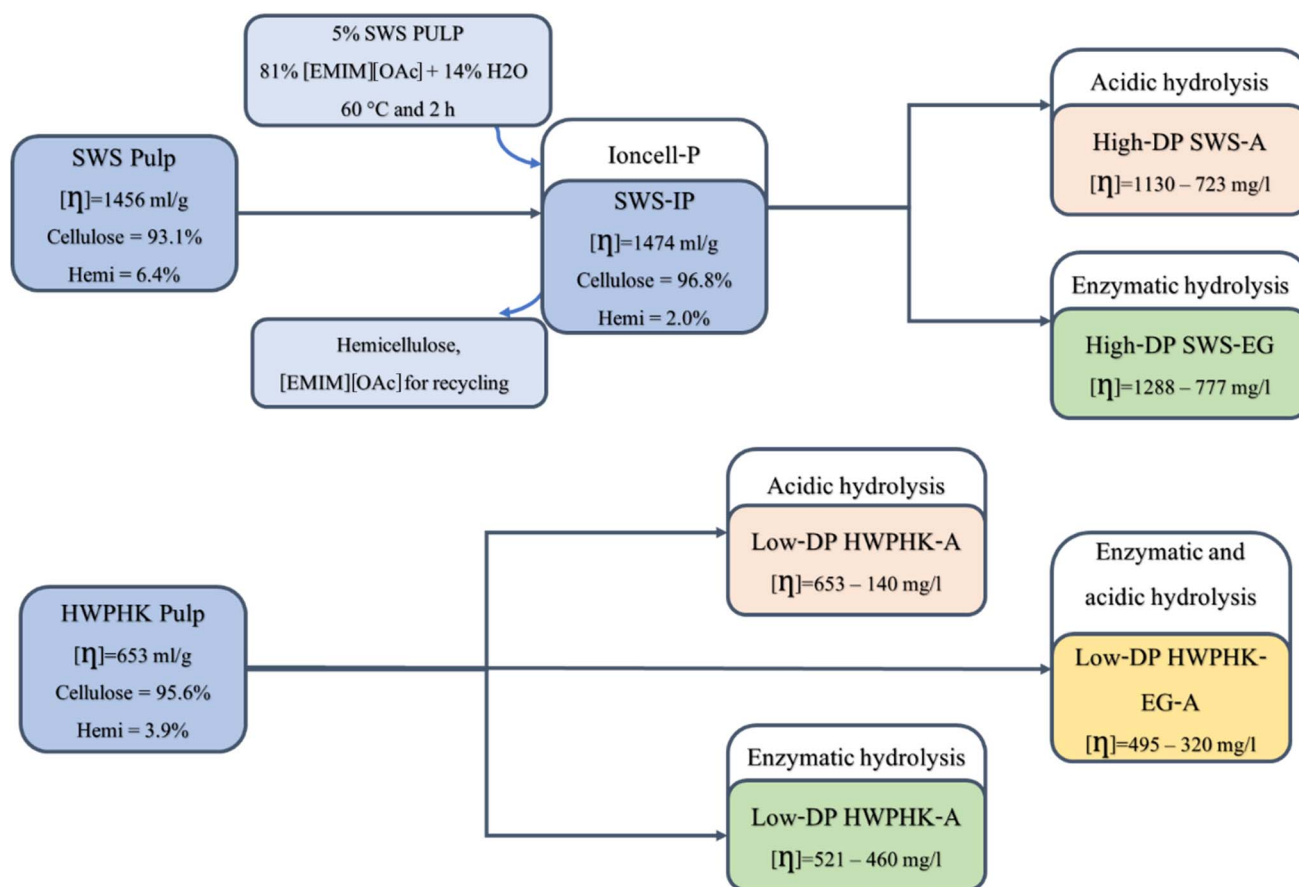 5% SWS PULP
81% [EMIM][OAc] + 14% H2O
60 °C and 2 h
SWS Pulp
[η]=1456 ml/g
Cellulose = 93.1%
Hemi = 6.4%
Ioncell-P
SWS-IP
[η]=1474 ml/g
Cellulose = 96.8%
Hemi = 2.0%
Hemicellulose,
[EMIM][OAc] for recycling
Acidic hydrolysis
High-DP SWS-A
[η]=1130 – 723 mg/l
Enzymatic hydrolysis
High-DP SWS-EG
[η]=1288 – 777 mg/l
HWPHK Pulp
[η]=653 ml/g
Cellulose = 95.6%
Hemi = 3.9%
Acidic hydrolysis
Low-DP HWPHK-A
[η]=653 – 140 mg/l
Enzymatic and
acidic hydrolysis
Low-DP HWPHK-
EG-A
[η]=495 – 320 mg/l
Enzymatic hydrolysis
Low-DP HWPHK-A
[η]=521 – 460 mg/l